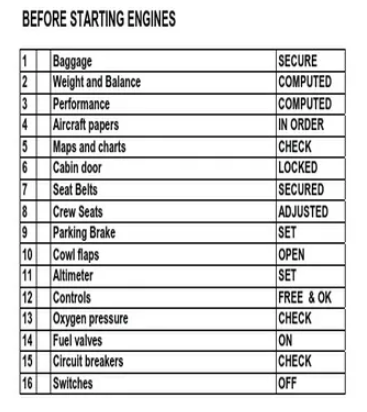 BEFORE STARTING ENGINES
1 Baggage SECURE
2 Weight and Balance COMPUTED
3 Performance COMPUTED
4 Aircraft papers IN ORDER
5 Maps and charts CHECK
6 Cabin door LOCKED
7 Seat Belts SECURED
8 Crew Seats ADJUSTED
9 Parking Brake SET
10 Cowl flaps OPEN
11 Altimeter SET
12 Controls FREE & OK
13 Oxygen pressure CHECK
14 Fuel valves ON
15 Circuit breakers CHECK
16 Switches OFF